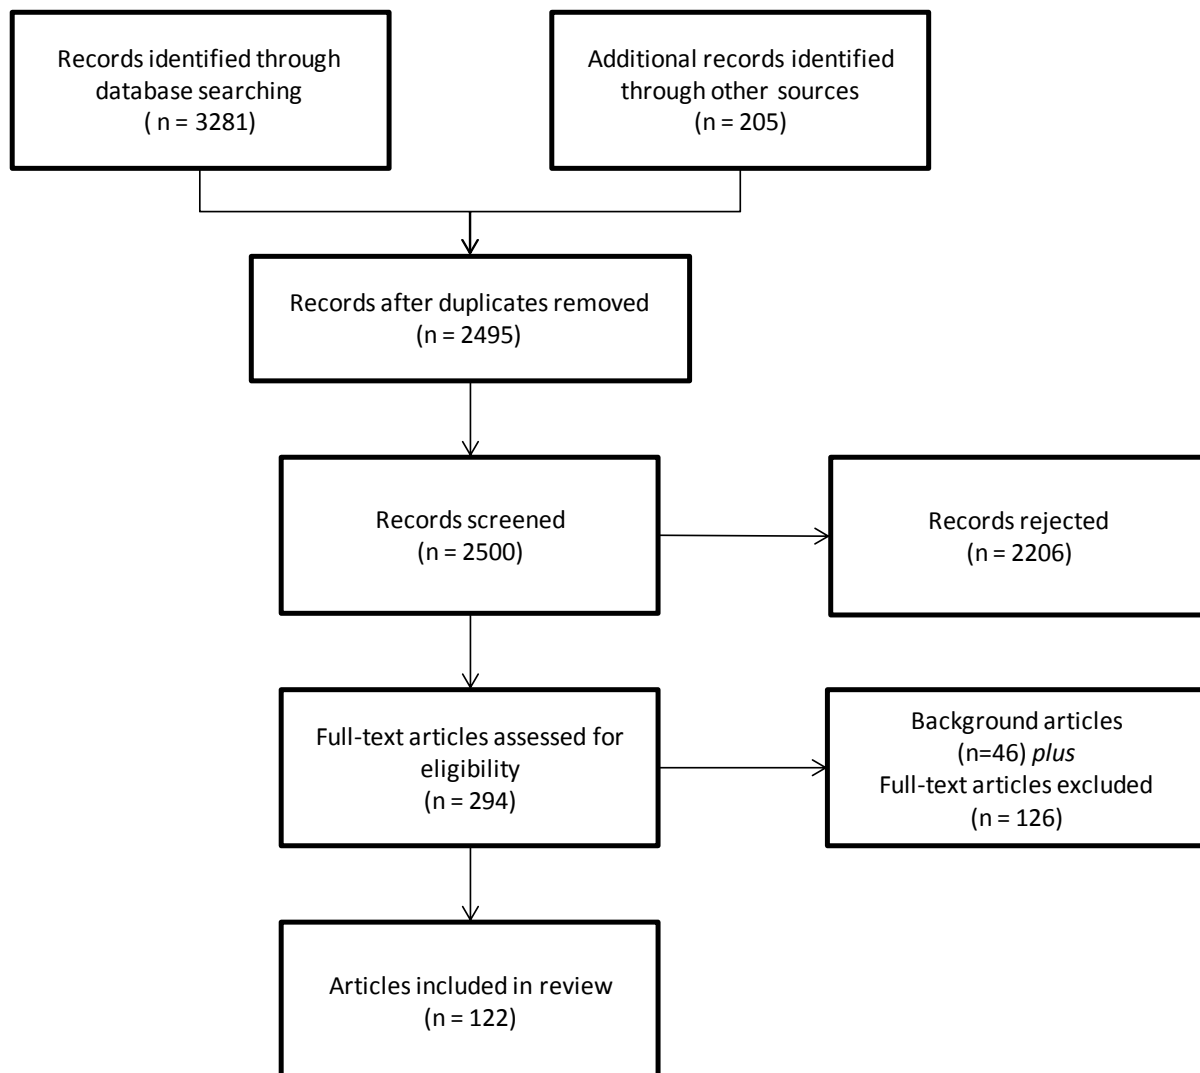 Records identified through
database searching
( n = 3281)
Additional records identified
through other sources
(n = 205)
Records after duplicates removed
(n = 2495)
Records screened
(n = 2500)
Records rejected
(n = 2206)
Full-text articles assessed for
eligibility
(n = 294)
Background articles
(n=46) plus
Full-text articles excluded
(n = 126)
Articles included in review
(n = 122)